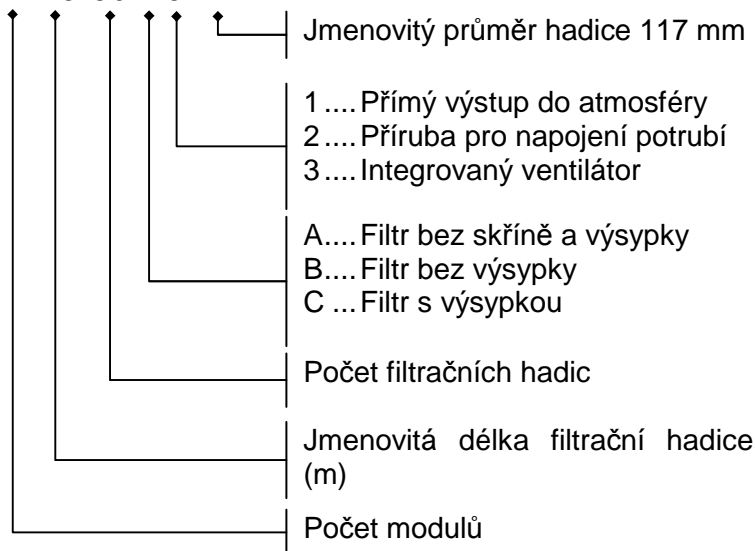 Jmenovitý průměr hadice 117 mm
1 ....Přímý výstup do atmosféry
2 ....Příruba pro napojení potrubí
3 ....Integrovaný ventilátor
A....Filtr bez skříně a výsypky
B....Filtr bez výsypky
C ...Filtr s výsypkou
Počet filtračních hadic
Jmenovitá délka filtrační hadice
(m)
Počet modulů